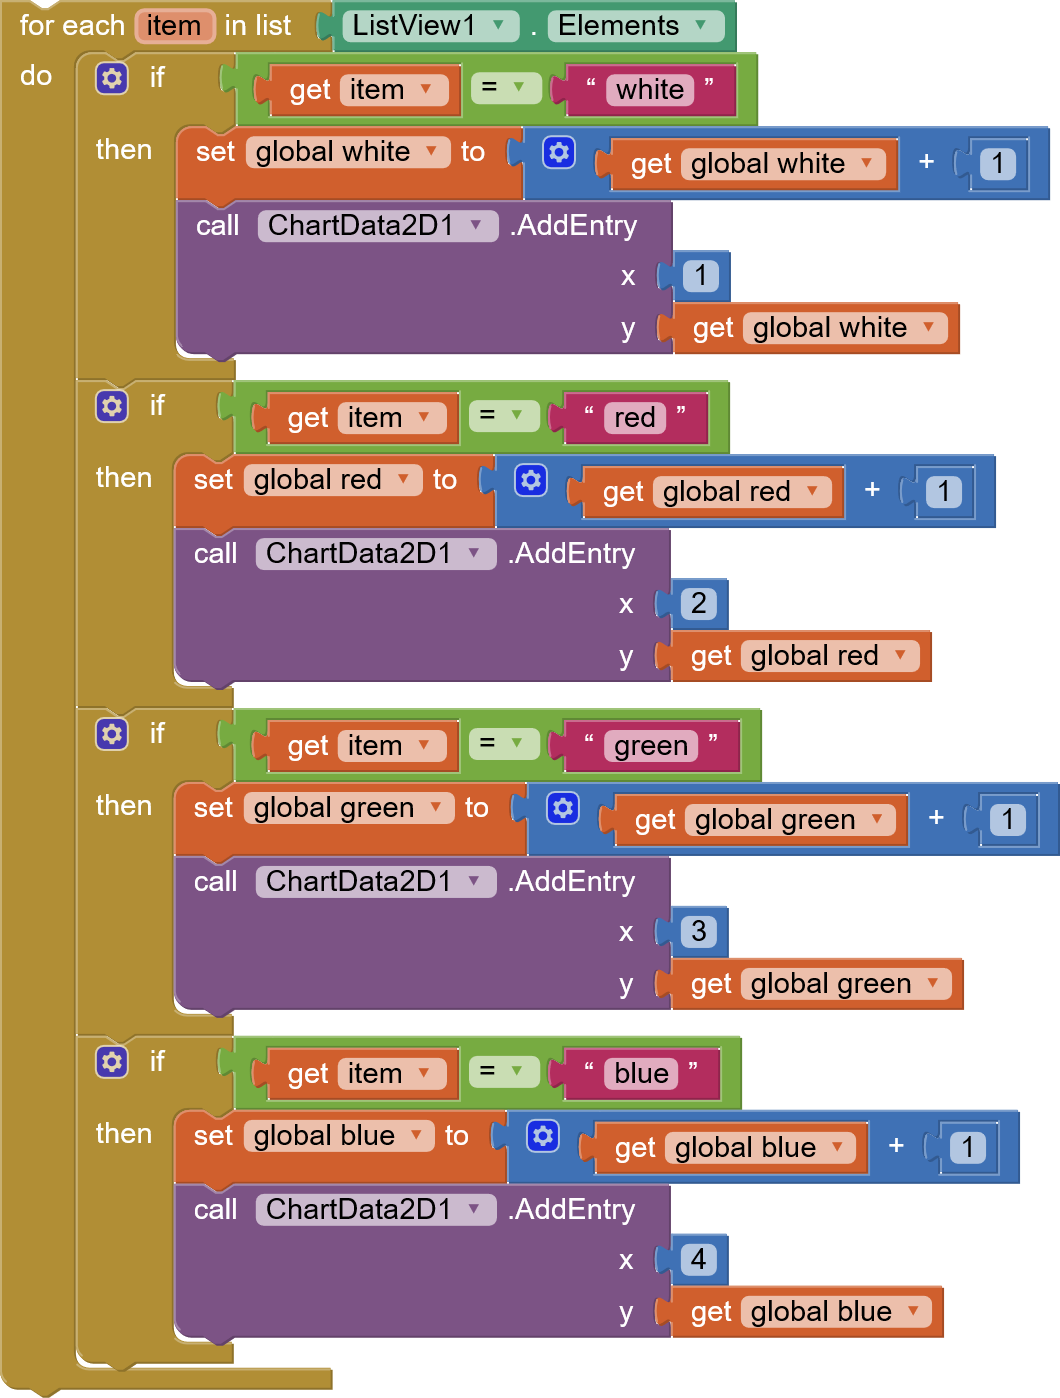 for each item in list ListView1 . Elements
do if get item = “ white ”
then set global white to get global white + 1
call ChartData2D1 .AddEntry
x 1
y get global white
if get item = “ red ”
then set global red to get global red + 1
call ChartData2D1 .AddEntry
x 2
y get global red
if get item = “ green ”
then set global green to get global green + 1
call ChartData2D1 .AddEntry
x 3
y get global green
if get item = “ blue ”
then set global blue to get global blue + 1
call ChartData2D1 .AddEntry
x 4
y get global blue